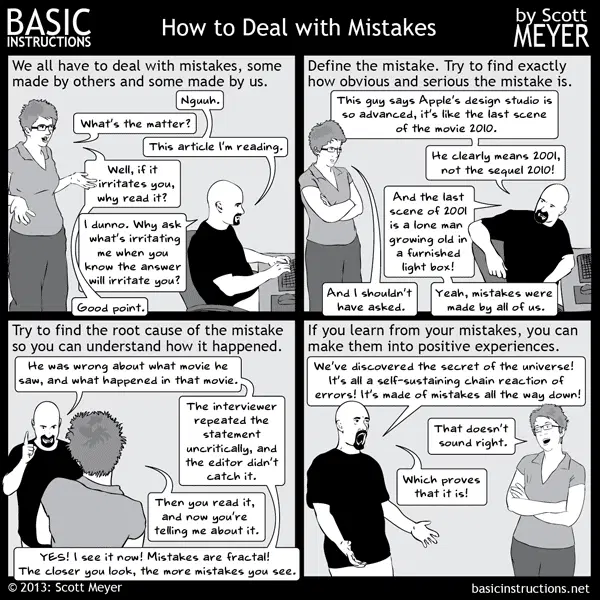 BASIC
INSTRUCTIONS
How to Deal with Mistakes
by Scott
MEYER
We all have to deal with mistakes, some
made by others and some made by us.
Nguuh.
What's the matter?
This article I'm reading.
Well, if it
irritates you,
why read it?
I dunno. Why ask
what's irritating
me when you
know the answer
will irritate you?
Good point.
Define the mistake. Try to find exactly
how obvious and serious the mistake is.
This guy says Apple's design studio is
so advanced, it's like the last scene
of the movie 2010.
He clearly means 2001,
not the sequel 2010!
And the last
scene of 2001
is a lone man
growing old in
a furnished
light box!
And I shouldn't
have asked.
Yeah, mistakes were
made by all of us.
Try to find the root cause of the mistake
so you can understand how it happened.
He was wrong about what movie he
saw, and what happened in that movie.
The interviewer
repeated the
statement
uncritically, and
the editor didn't
catch it.
Then you read it,
and now you're
telling me about it.
YES! I see it now! Mistakes are fractal!
The closer you look, the more mistakes you see.
If you learn from your mistakes, you can
make them into positive experiences.
We've discovered the secret of the universe!
It's all a self-sustaining chain reaction of
errors! It's made of mistakes all the way down!
That doesn't
sound right.
Which proves
that it is!
© 2013: Scott Meyer
basicinstructions.net